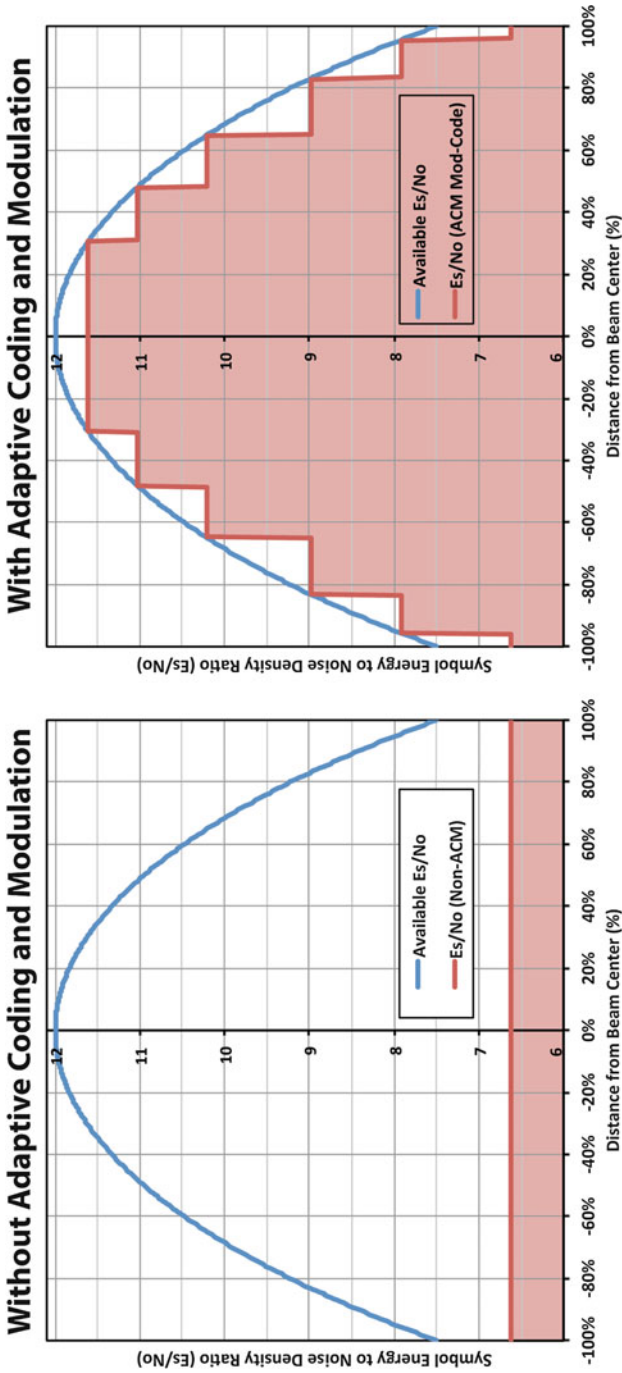 Without Adaptive Coding and Modulation
Symbol Energy to Noise Density Ratio (Es/No)
12
11
10
9
8
7
6
Available Es/No
Es/No (Non-ACM)
-100% -80% -60% -40% -20% 0% 20% 40% 60% 80% 100%
Distance from Beam Center (%)
With Adaptive Coding and Modulation
Symbol Energy to Noise Density Ratio (Es/No)
12
11
10
9
8
7
6
Available Es/No
Es/No (ACM Mod-Code)
-100% -80% -60% -40% -20% 0% 20% 40% 60% 80% 100%
Distance from Beam Center (%)